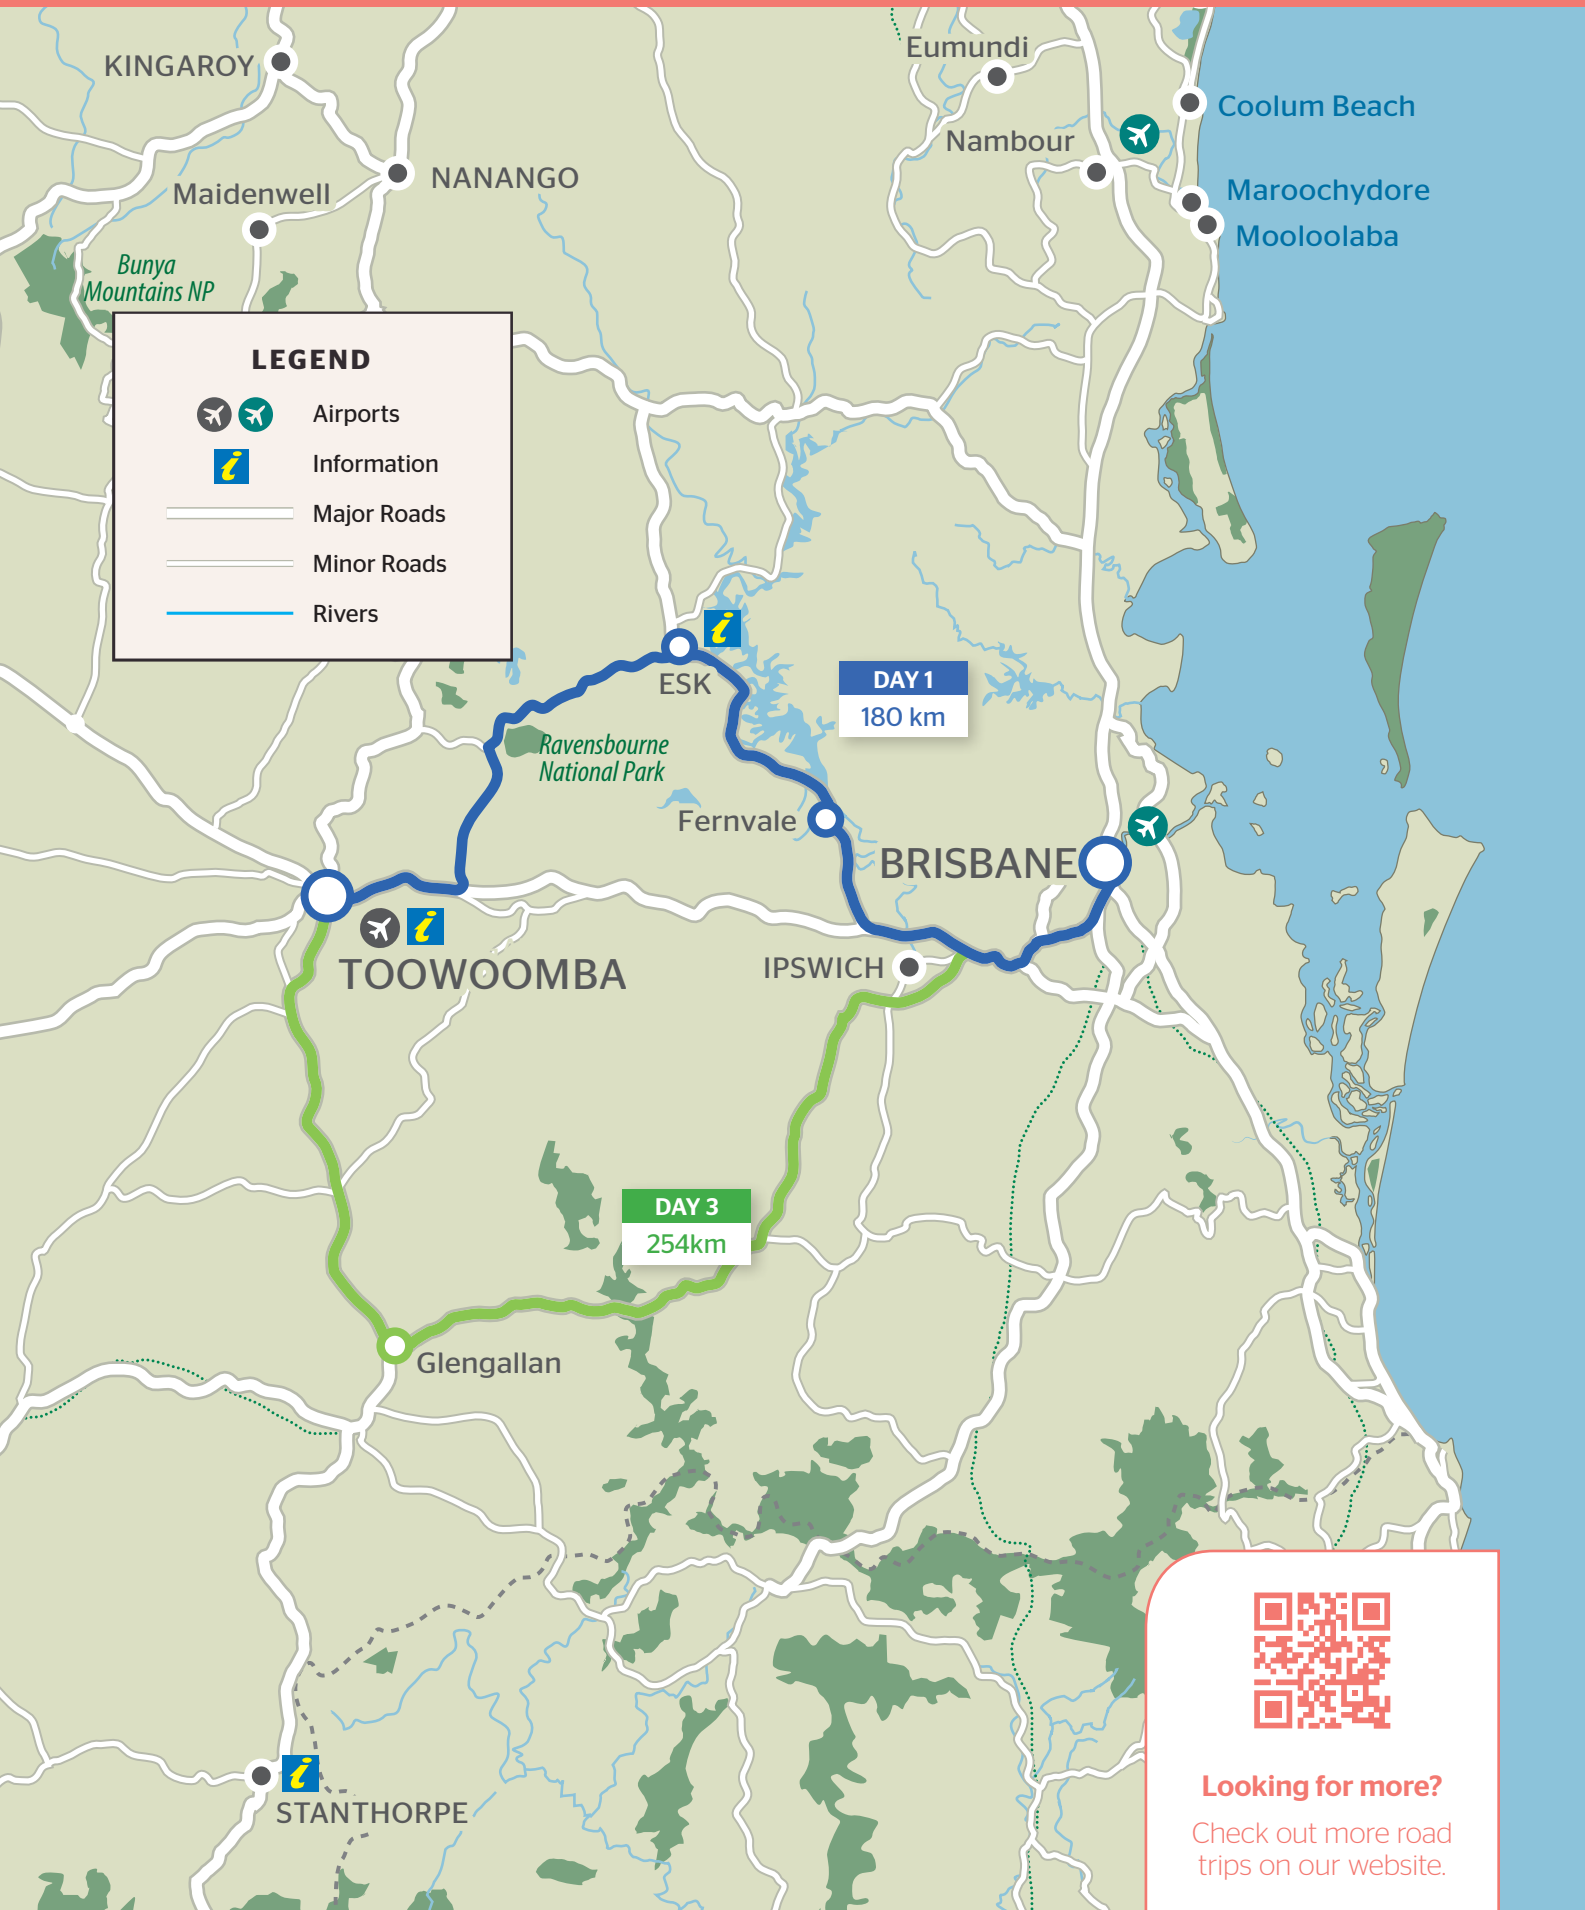 KINGAROY
Eumundi
Coolum Beach
Nambour
NANANGO
Maidenwell
Maroochydore
Mooloolaba
Bunya
Mountains NP
LEGEND
Airports
i Information
Major Roads
Minor Roads
Rivers
i
ESK
DAY 1
180 km
Ravensbourne
National Park
Fernvale
BRISBANE
i
TOOWOOMBA
IPSWICH
DAY 3
254km
Glengallan
i
STANTHORPE
Looking for more?
Check out more road
trips on our website.